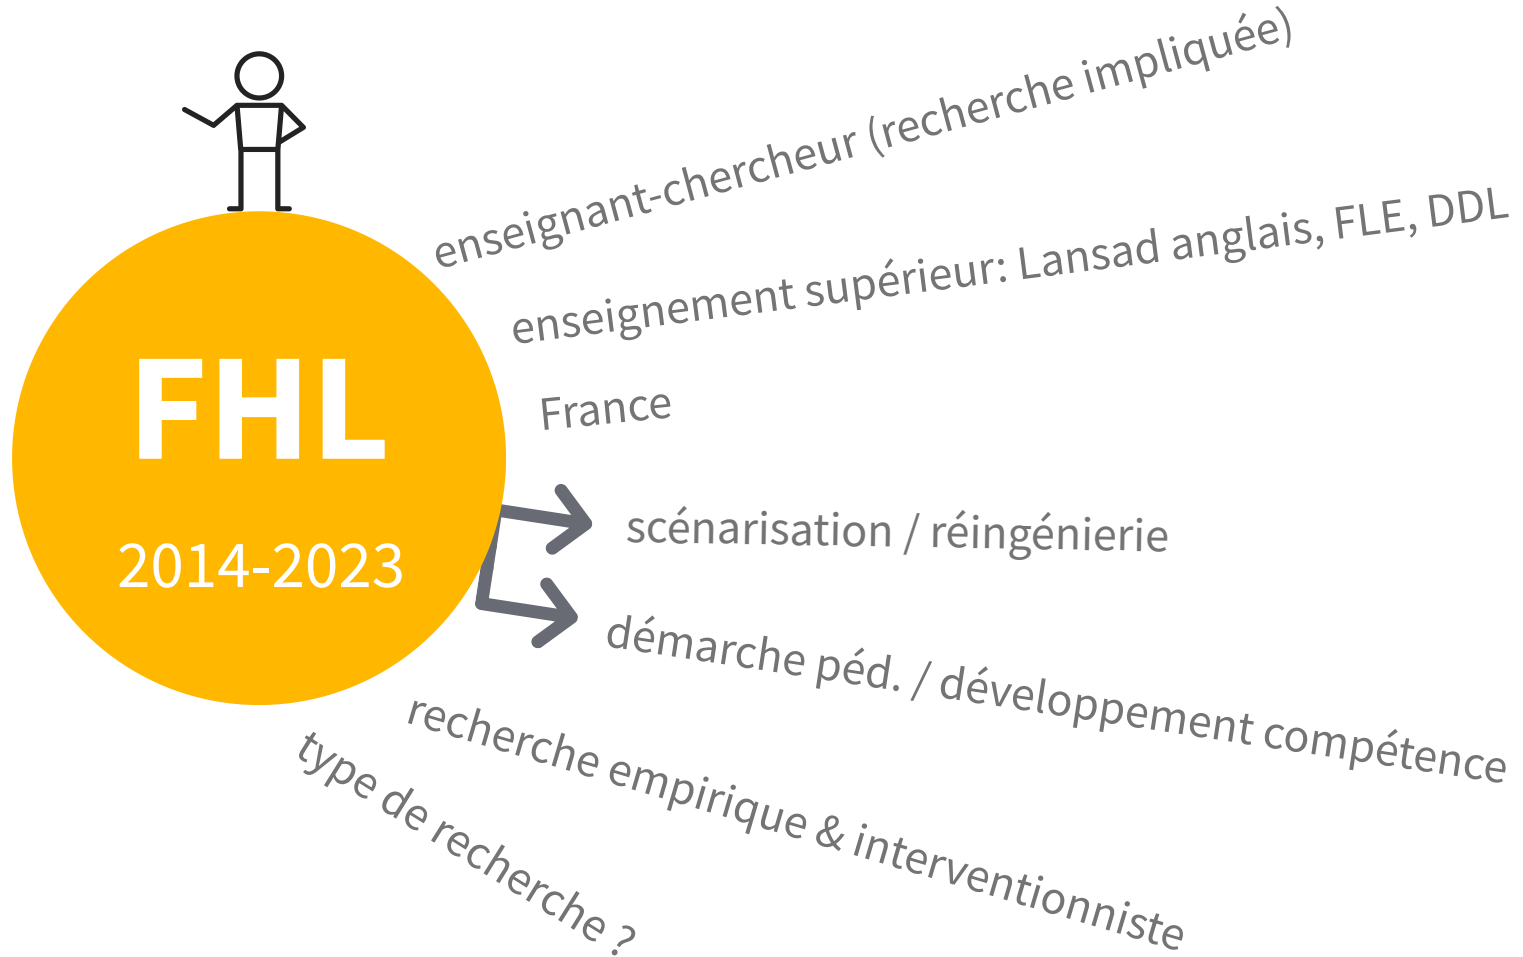 enseignant-chercheur (recherche impliquée)
enseignement supérieur: Lansad anglais, FLE, DDL
France
FHL
2014-2023
scénarisation / réingénierie
démarche péd. / développement compétence
recherche empirique & interventionniste
type de recherche ?